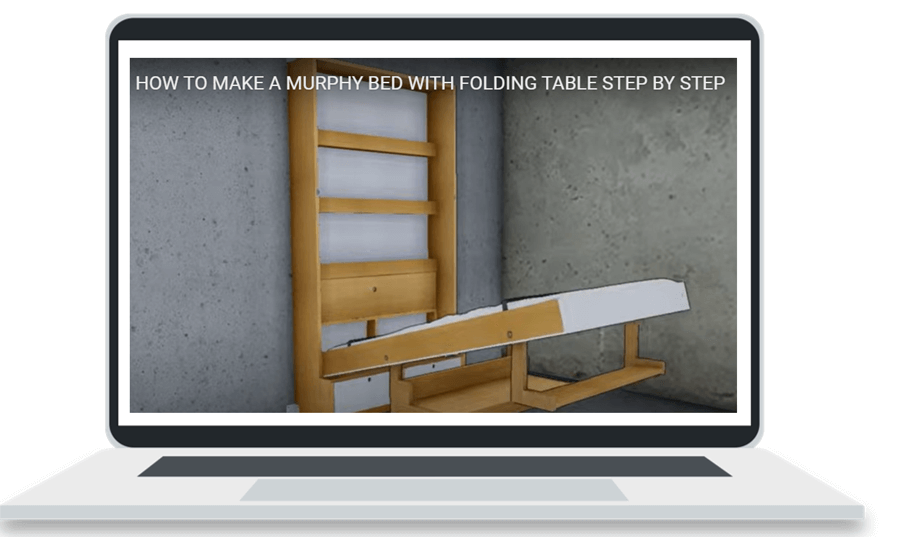 HOW TO MAKE A MURPHY BED WITH FOLDING TABLE STEP BY STEP